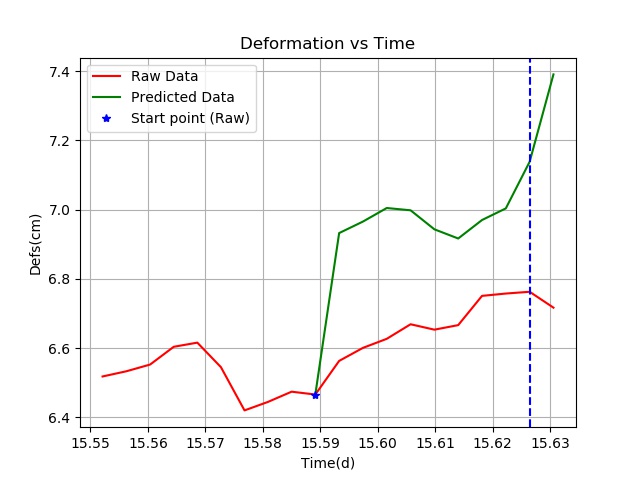 Deformation vs Time
Raw Data
Predicted Data
Start point (Raw)
7.4
7.2
7.0
6.8
6.6
6.4
Defs(cm)
15.55 15.56 15.57 15.58 15.59 15.60 15.61 15.62 15.63
Time(d)